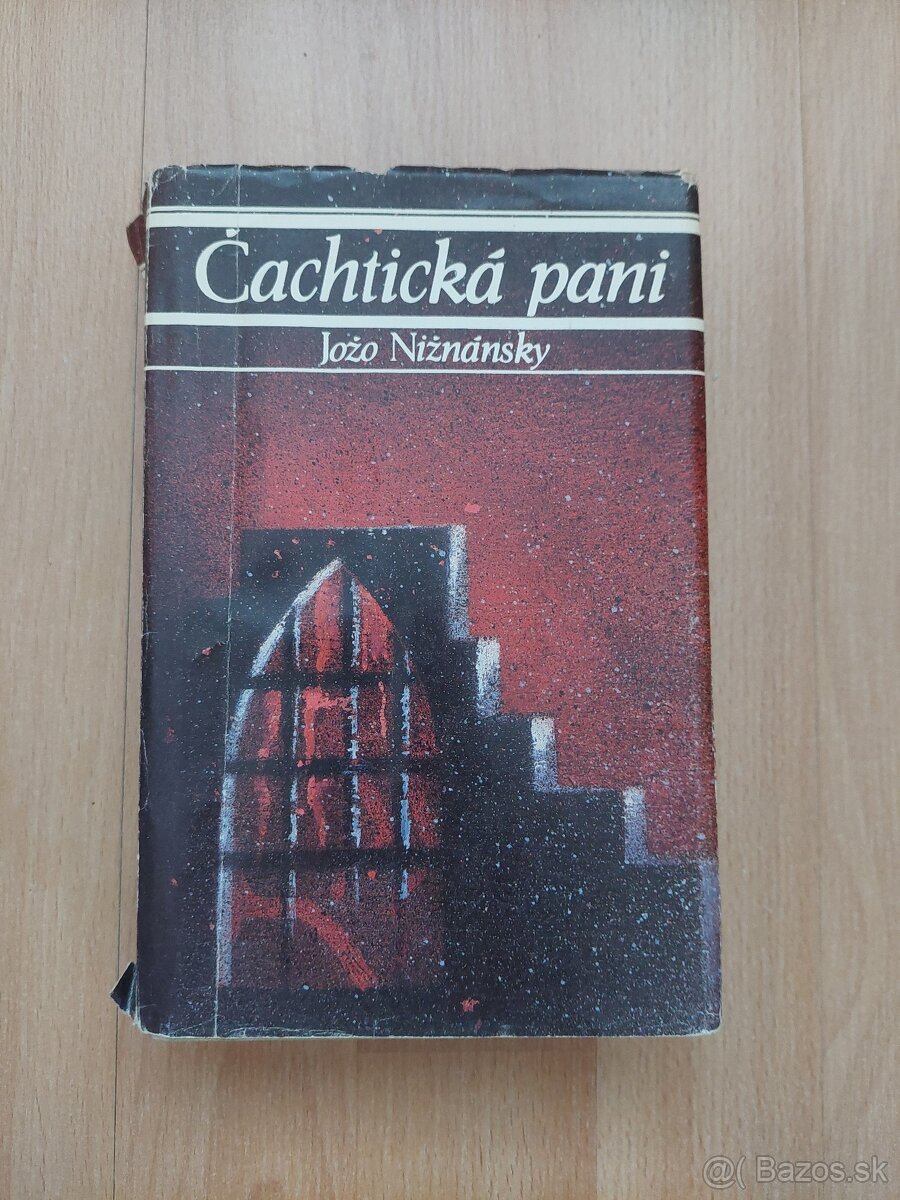 Čachtická pani
Jožo Nižnánsky
@( Bazos.sk